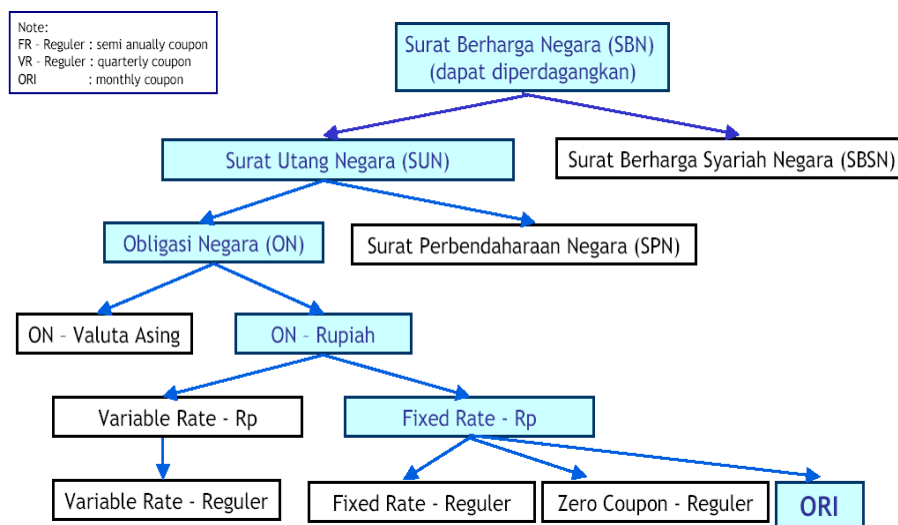 Note:
FR - Reguler : semi anually coupon
VR - Reguler : quarterly coupon
ORI : monthly coupon
Surat Berharga Negara (SBN)
(dapat diperdagangkan)
Surat Utang Negara (SUN)
Surat Berharga Syariah Negara (SBSN)
Obligasi Negara (ON)
Surat Perbendaharaan Negara (SPN)
ON – Valuta Asing
ON – Rupiah
Variable Rate - Rp
Fixed Rate - Rp
Variable Rate - Reguler
Fixed Rate - Reguler
Zero Coupon - Reguler
ORI